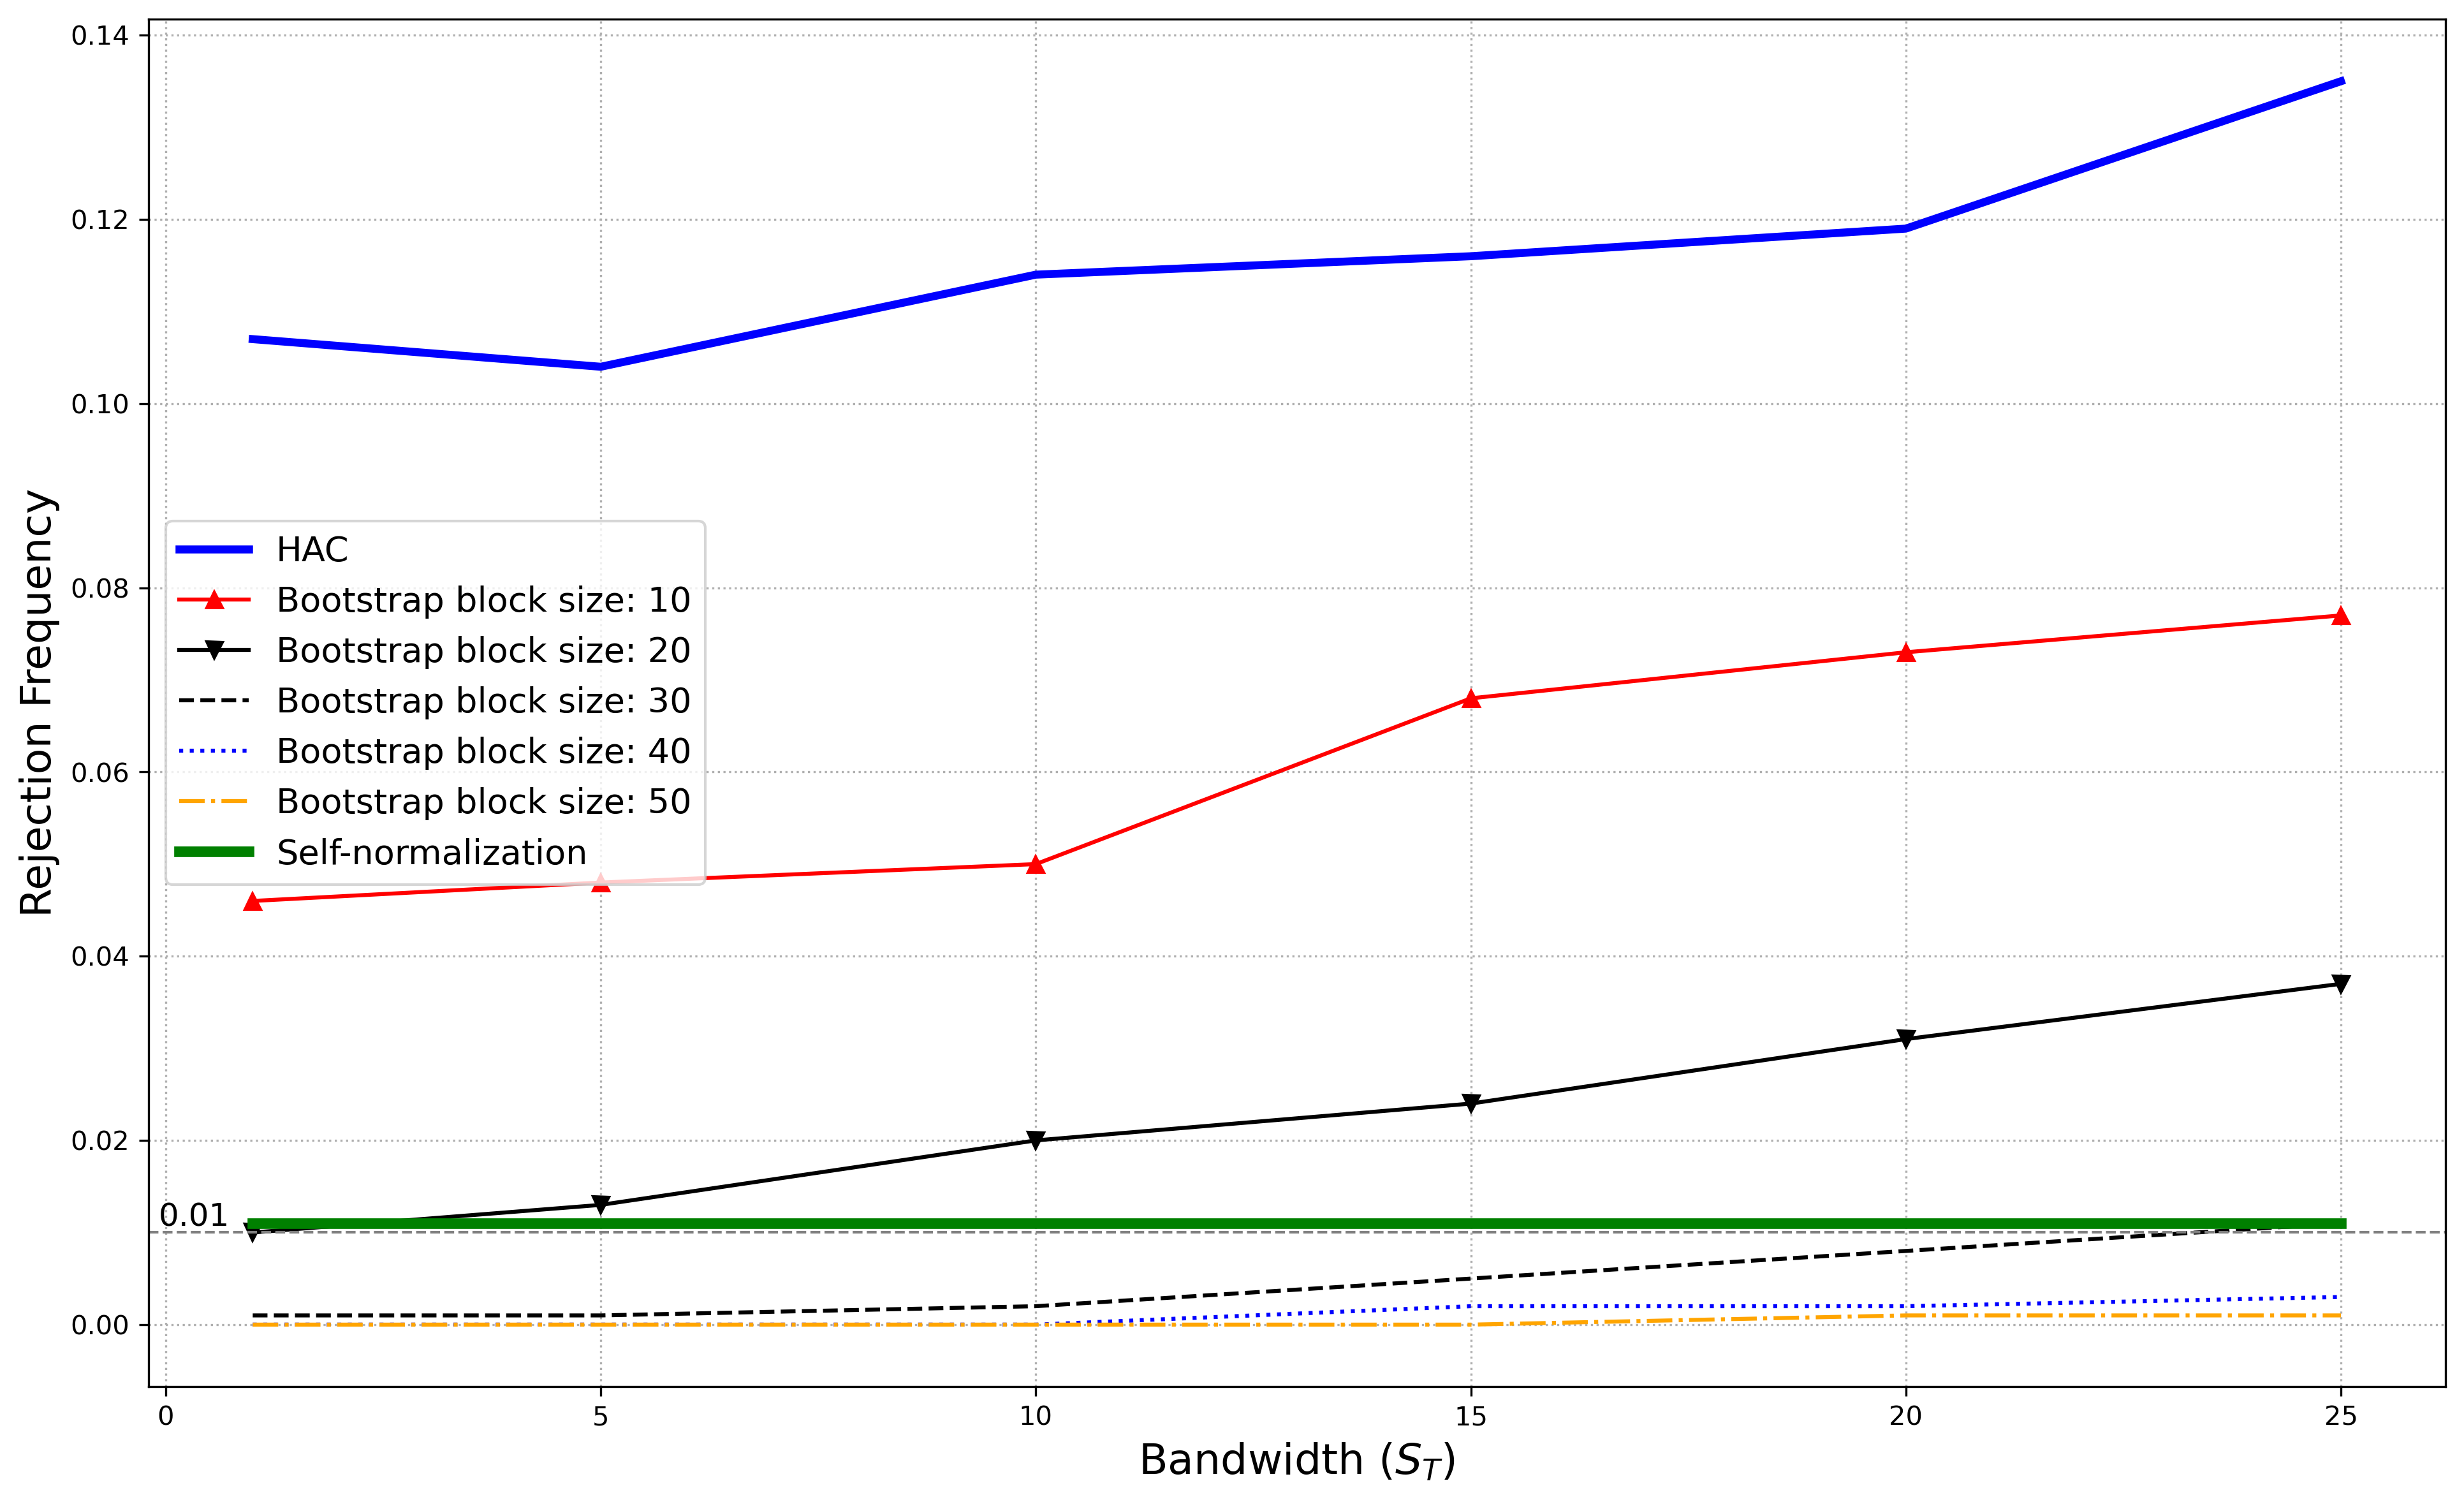 0.14
0.12
0.10
0.08
0.06
0.04
0.02
0.00
Rejection Frequency
HAC
Bootstrap block size: 10
Bootstrap block size: 20
Bootstrap block size: 30
Bootstrap block size: 40
Bootstrap block size: 50
Self-normalization
0.01
0 5 10 15 20 25
Bandwidth (S_T)